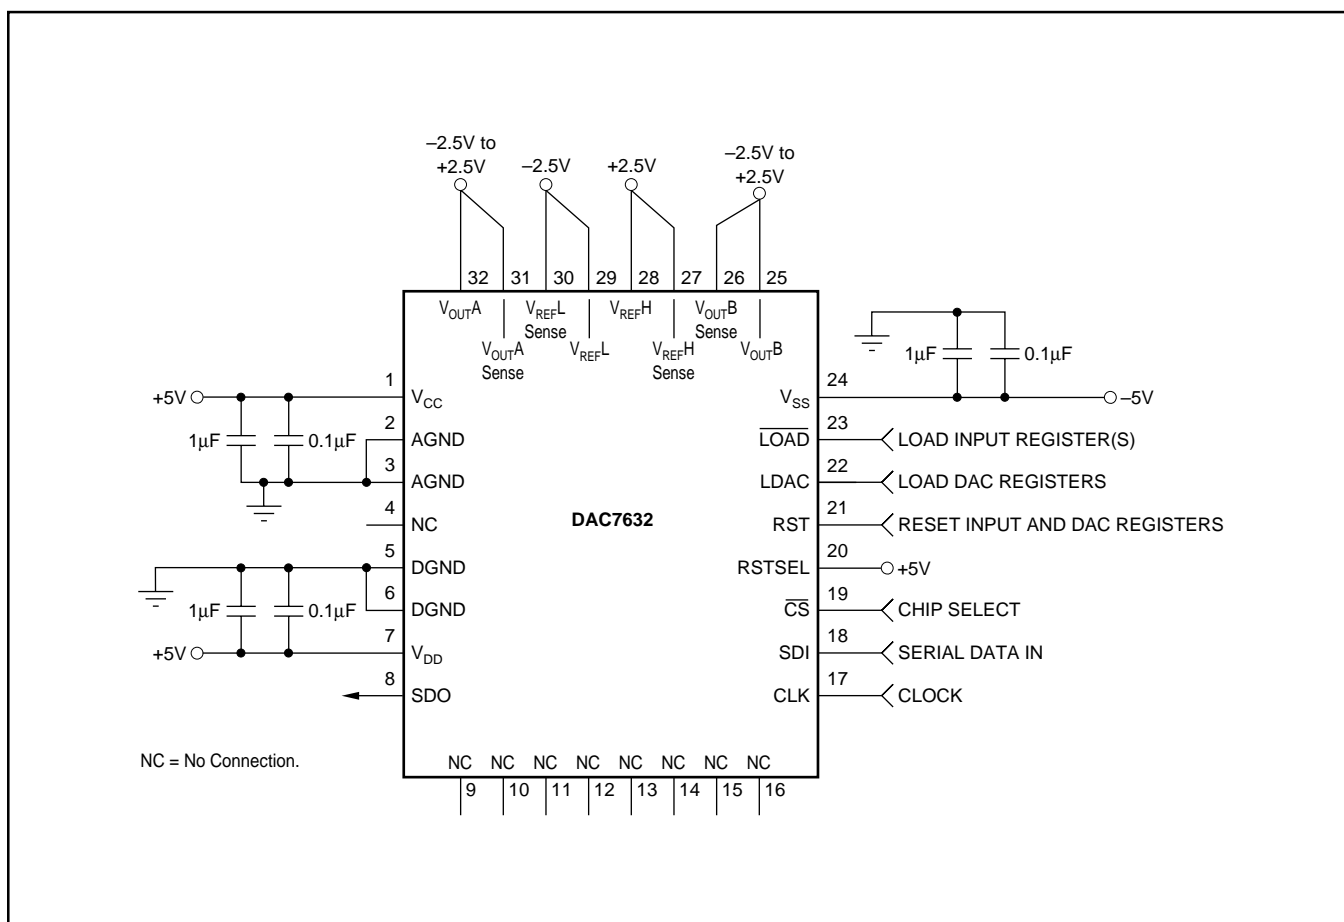 –2.5V to
+2.5V
–2.5V
+2.5V
–2.5V to
+2.5V
32
31
30
29
28
27
26
25
VOUTA
VOUTA
Sense
VREFL
Sense
VREFL
VREFH
VREFH
Sense
VOUTB
Sense
VOUTB
+5V
1µF
0.1µF
1
VCC
2
AGND
3
AGND
4
NC
5
DGND
6
DGND
1µF
0.1µF
7
VDD
+5V
8
SDO
DAC7632
1µF
0.1µF
24
VSS
–5V
23
LOAD
LOAD INPUT REGISTER(S)
22
LDAC
LOAD DAC REGISTERS
21
RST
RESET INPUT AND DAC REGISTERS
20
RSTSEL
+5V
19
CS
CHIP SELECT
18
SDI
SERIAL DATA IN
17
CLK
CLOCK
NC = No Connection.
NC NC NC NC NC NC NC NC
9 10 11 12 13 14 15 16